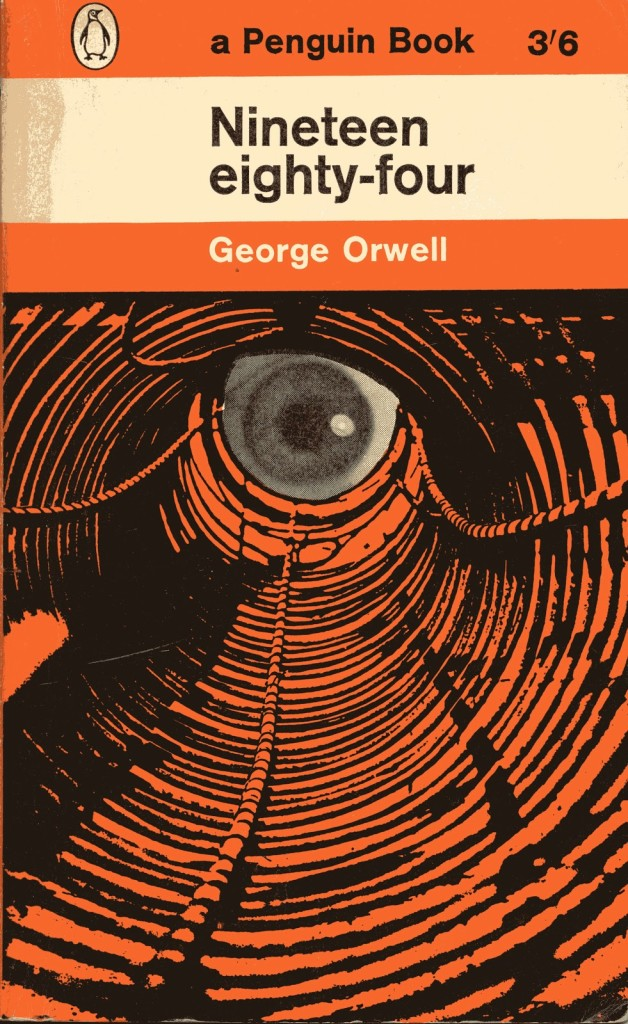 a Penguin Book 3'6
Nineteen
eighty-four
George Orwell